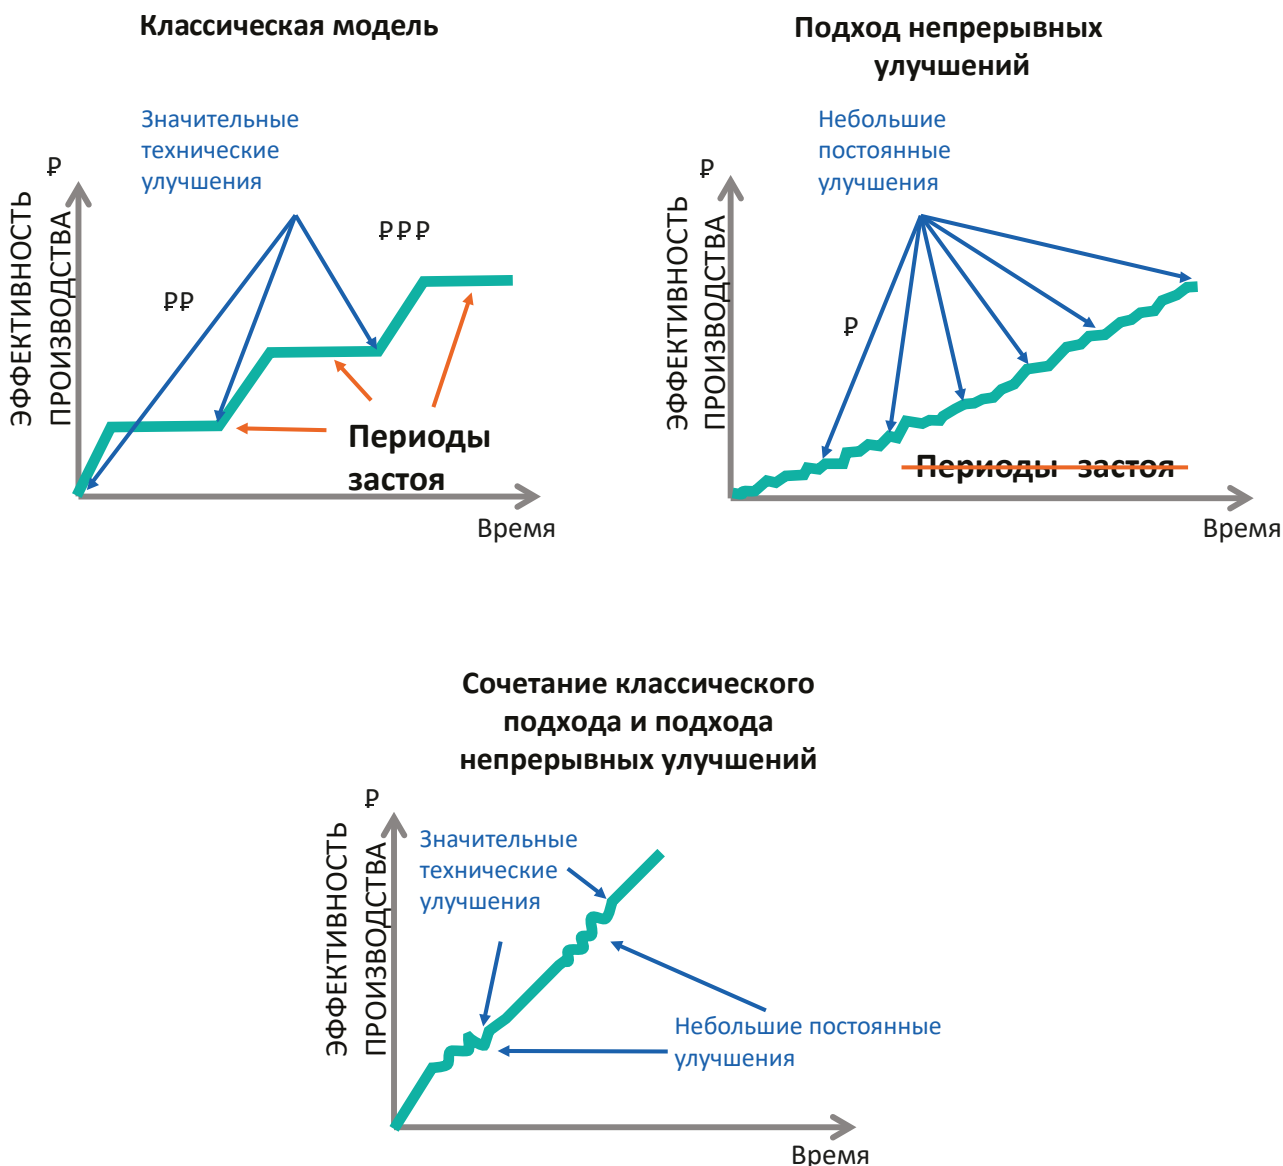 Классическая модель
Значительные
технические
улучшения
₽
ЭФФЕКТИВНОСТЬ
ПРОИЗВОДСТВА
₽₽
₽₽₽
Периоды
застоя
Время
Подход непрерывных
улучшений
Небольшие
постоянные
улучшения
₽
ЭФФЕКТИВНОСТЬ
ПРОИЗВОДСТВА
₽
Периоды застоя
Время
Сочетание классического
подхода и подхода
непрерывных улучшений
₽
ЭФФЕКТИВНОСТЬ
ПРОИЗВОДСТВА
Значительные
технические
улучшения
Небольшие постоянные
улучшения
Время